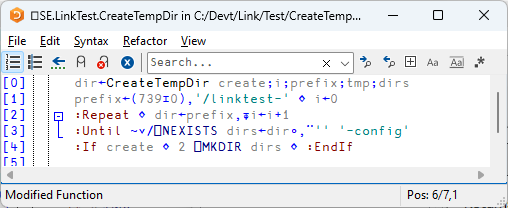 ⎕SE.LinkTest.CreateTempDir in C:/Devt/Link/Test/CreateTemp...
File Edit Syntax Refactor View
Search...
[0] dir←CreateTempDir create;i;prefix;tmp;dirs
[1] prefix←(739⌶0),'/linktest-' ⋄ i←0
[2] :Repeat ⋄ dir←prefix,⍕i←i+1
[3] :Until ~∨/⎕NEXISTS dirs←dir∘,¨'' '-config'
[4] :If create ⋄ 2 ⎕MKDIR dirs ⋄ :EndIf
[5]
Modified Function Pos: 6/7,1